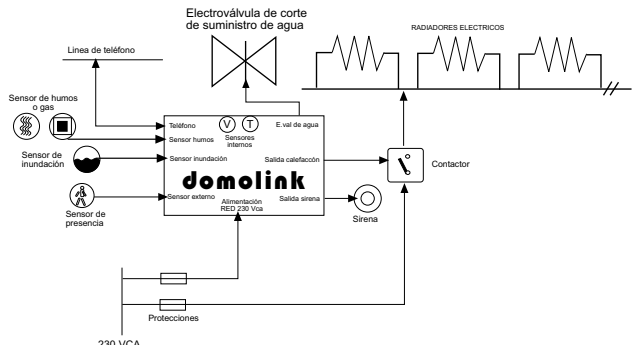 Electroválvula de corte
de suministro de agua
RADIADORES ELECTRICOS
Linea de teléfono
Sensor de humos
o gas
Teléfono
V
T
E.val de agua
Sensor humos
Sensores
internos
Sensor de
inundación
Sensor inundación
Salida calefaccón
Contactor
domolink
Sensor externo
Alimentación
RED 230 Vca
Salida sirena
Sirena
Sensor de
presencia
Protecciones
230 VCA